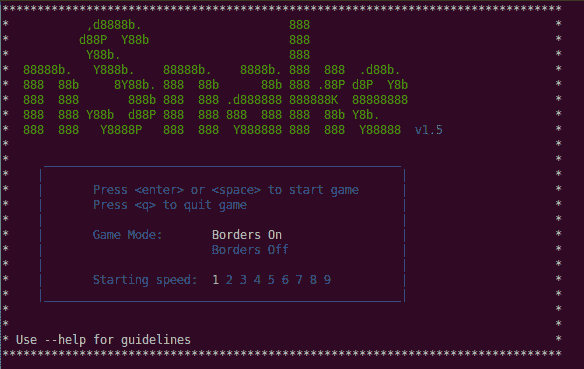 ********************************************************************************
* ,d8888b. 888 *
* d88P Y88b 888 *
* Y88b. 888 *
* 88888b. Y888b. 88888b. 8888b. 888 888 .d88b. *
* 888 88b 8Y88b. 888 88b 88b 888 .88P d8P Y8b *
* 888 888 888b 888 888 .d888888 888888K 88888888 *
* 888 888 Y88b d88P 888 888 888 888 888 88b Y8b. *
* 888 888 Y8888P 888 888 Y888888 888 888 Y88888 v1.5 *
Press <enter> or <space> to start game
Press <q> to quit game
Game Mode: Borders On
Borders Off
Starting speed: 1 2 3 4 5 6 7 8 9
* Use --help for guidelines *
********************************************************************************